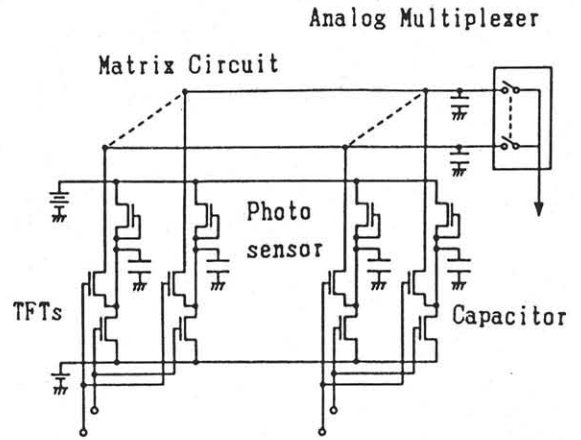 Analog Multiplexer
Matrix Circuit
Photo
sensor
TFTs
Capacitor